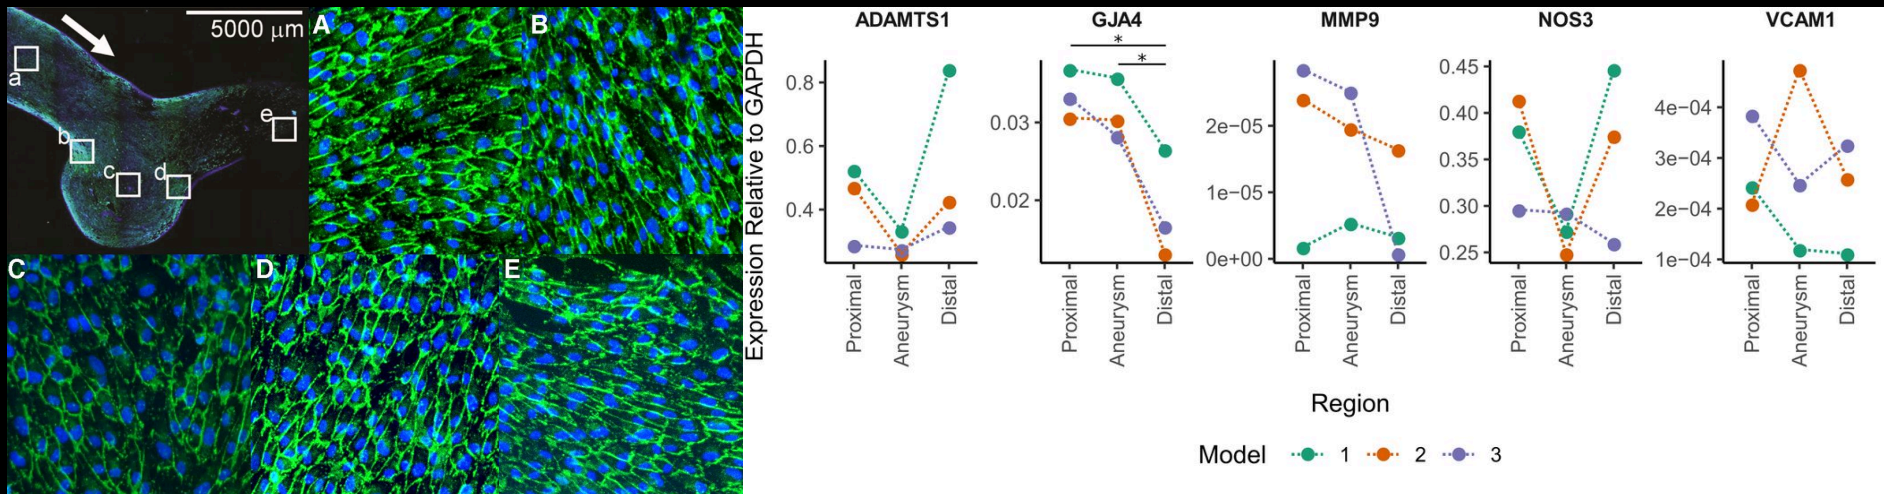 5000 μm
a
b
c
d
e
A
B
C
D
E
Expression Relative to GAPDH
ADAMTS1
0.8
0.6
0.4
Proximal
Aneurysm
Distal
GJA4
*
*
0.03
0.02
Proximal
Aneurysm
Distal
MMP9
2e−05
1e−05
0e+00
Proximal
Aneurysm
Distal
NOS3
0.45
0.40
0.35
0.30
0.25
Proximal
Aneurysm
Distal
VCAM1
4e−04
3e−04
2e−04
1e−04
Proximal
Aneurysm
Distal
Region
Model 1 2 3